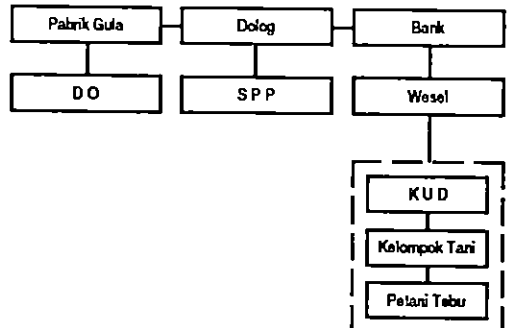 Pabrik Gula
Dolog
Bank
D O
S P P
Wesel
K U D
Kelompok Tani
Petani Tebu